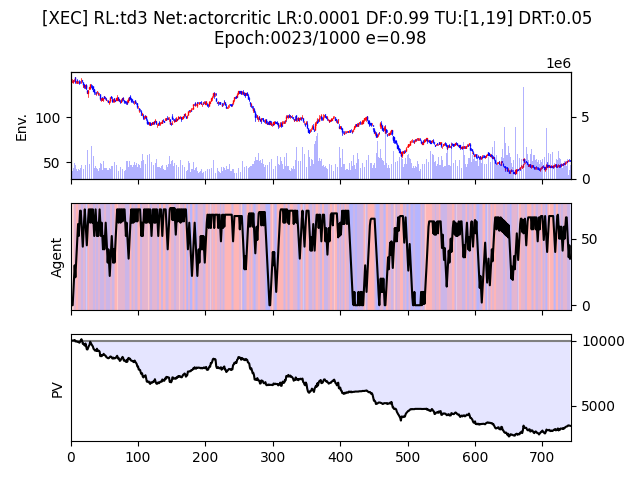 [XEC] RL:td3 Net:actorcritic LR:0.0001 DF:0.99 TU:[1,19] DRT:0.05
Epoch:0023/1000 e=0.98
1e6
Env.
100
50
5
0
Agent
50
0
PV
10000
5000
0 100 200 300 400 500 600 700